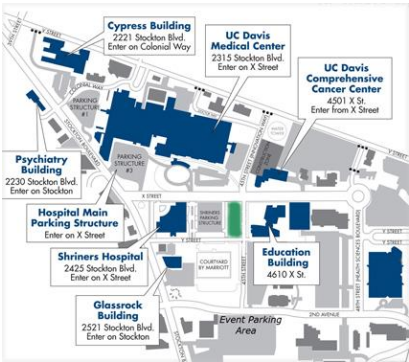 Cypress Building
2221 Stockton Blvd.
Enter on Colonial Way
UC Davis
Medical Center
2315 Stockton Blvd.
Enter on X Street
UC Davis
Comprehensive
Cancer Center
4501 X St.
Enter from X Street
V STREET
COLONIAL WAY
PARKING
STRUCTURE
#1
STOCKTON BOULEVARD
Psychiatry
Building
2230 Stockton Blvd.
Enter on Stockton
PARKING
STRUCTURE
#3
45TH STREET
X STREET
Hospital Main
Parking Structure
Enter on X Street
SHRINERS
PARKING
STRUCTURE
Shriners Hospital
2425 Stockton Blvd.
Enter on X Street
Y STREET
Education
Building
4610 X St.
COURTYARD
BY MARRIOTT
Glassrock
Building
2521 Stockton Blvd.
Enter on Stockton
Event Parking
Area
2ND AVENUE